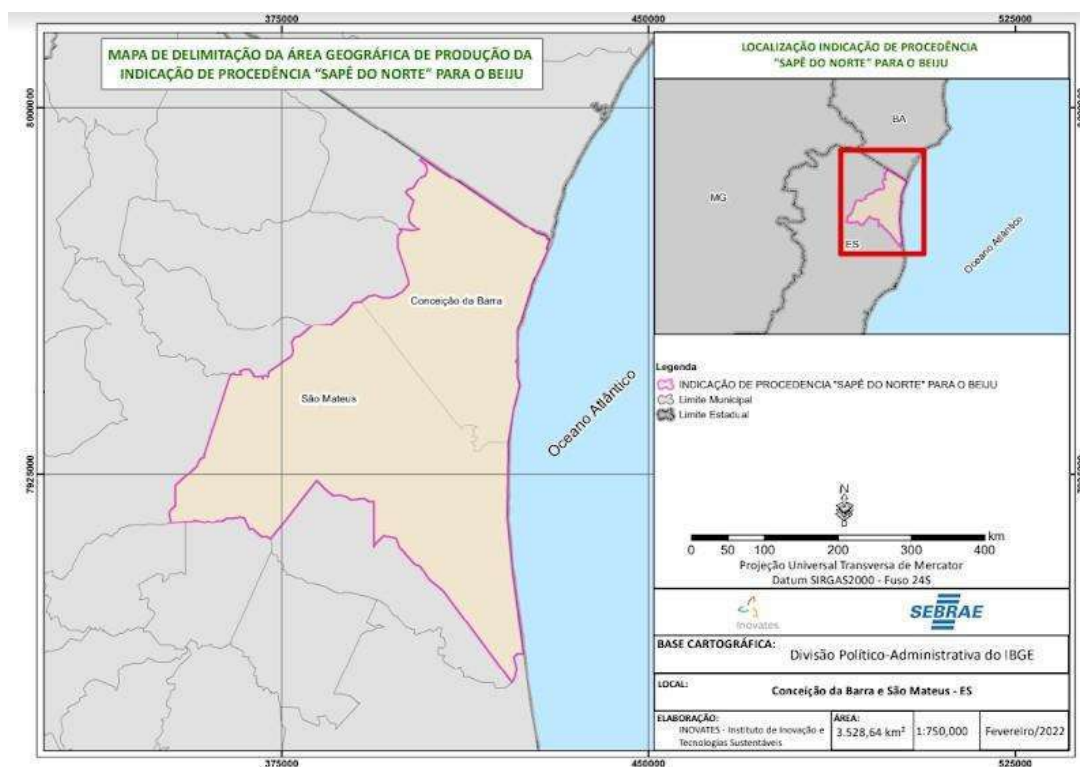 375000
450000
525000
MAPA DE DELIMITAÇÃO DA ÁREA GEOGRÁFICA DE PRODUÇÃO DA
INDICAÇÃO DE PROCEDÊNCIA "SAPÊ DO NORTE" PARA O BEIJU
LOCALIZAÇÃO INDICAÇÃO DE PROCEDÊNCIA
"SAPÊ DO NORTE" PARA O BEIJU
8000000
BA
MG
ES
Oceano Atlântico
Conceição da Barra
São Mateus
Oceano Atlântico
7925000
Legenda
INDICAÇÃO DE PROCEDENCIA "SAPÊ DO NORTE" PARA O BEIJU
Limite Municipal
Limite Estadual
N
km
0 50 100 200 300 400
Projeção Universal Transversa de Mercator
Datum SIRGAS2000 - Fuso 24S
Inovates
SEBRAE
BASE CARTOGRÁFICA:
Divisão Político-Administrativa do IBGE
LOCAL:
Conceição da Barra e São Mateus - ES
ELABORAÇÃO:
INOVATES - Instituto de Inovação e
Tecnologias Sustentáveis
ÁREA:
3.528,64 km²
1:750,000
Fevereiro/2022
375000
450000
525000